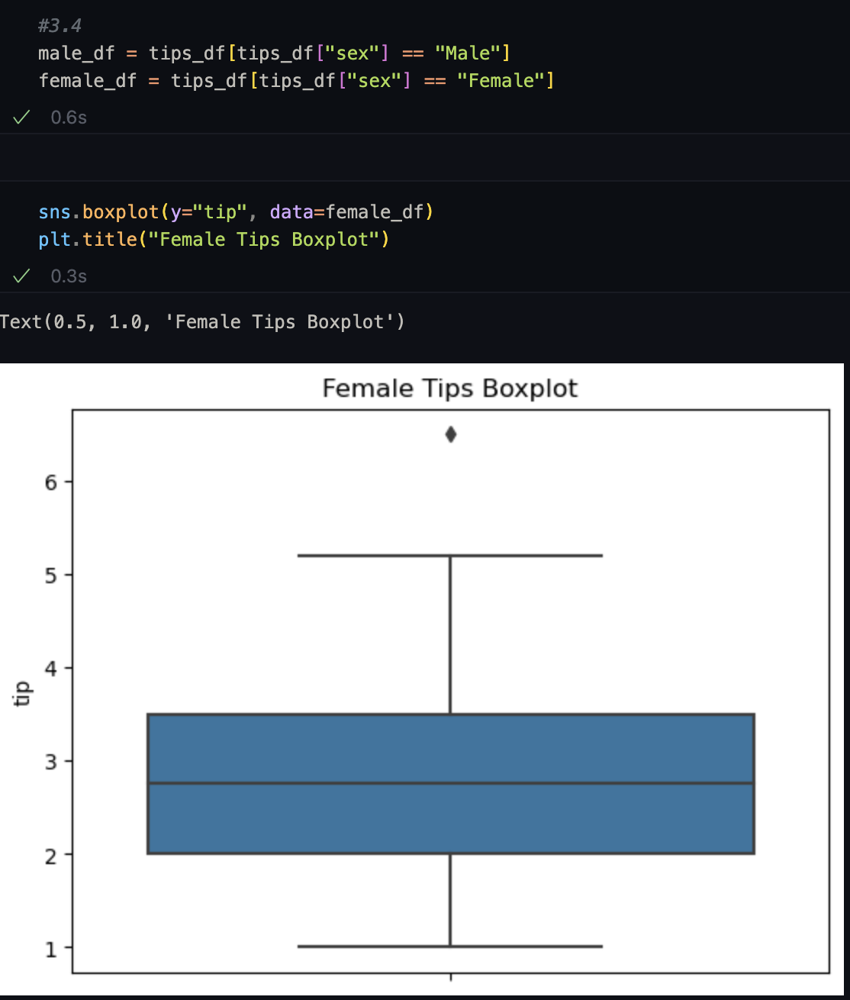 #3.4
male_df = tips_df[tips_df["sex"] == "Male"]
female_df = tips_df[tips_df["sex"] == "Female"]
0.6s
sns.boxplot(y="tip", data=female_df)
plt.title("Female Tips Boxplot")
0.3s
Text(0.5, 1.0, 'Female Tips Boxplot')
Female Tips Boxplot
6
5
4
tip
3
2
1